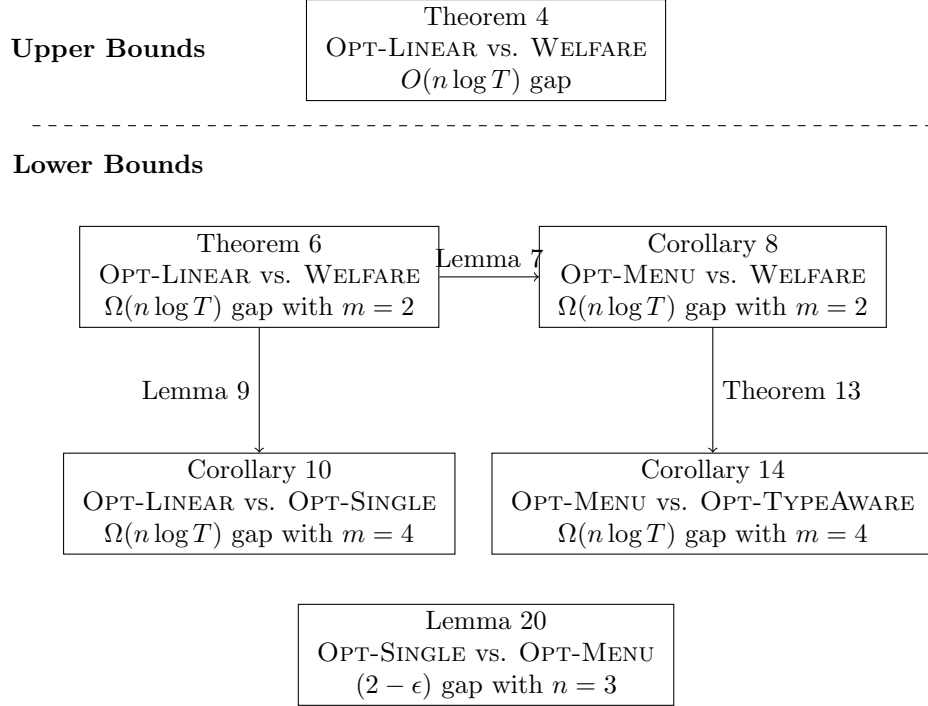 Theorem 4
Upper Bounds
OPT-LINEAR vs. WELFARE
O(n log T) gap
Lower Bounds
Theorem 6
OPT-LINEAR vs. WELFARE
Ω(n log T) gap with m = 2
Lemma 7
Corollary 8
OPT-MENU vs. WELFARE
Ω(n log T) gap with m = 2
Lemma 9
Theorem 13
Corollary 10
OPT-LINEAR vs. OPT-SINGLE
Ω(n log T) gap with m = 4
Corollary 14
OPT-MENU vs. OPT-TYPEAWARE
Ω(n log T) gap with m = 4
Lemma 20
OPT-SINGLE vs. OPT-MENU
(2 − ϵ) gap with n = 3